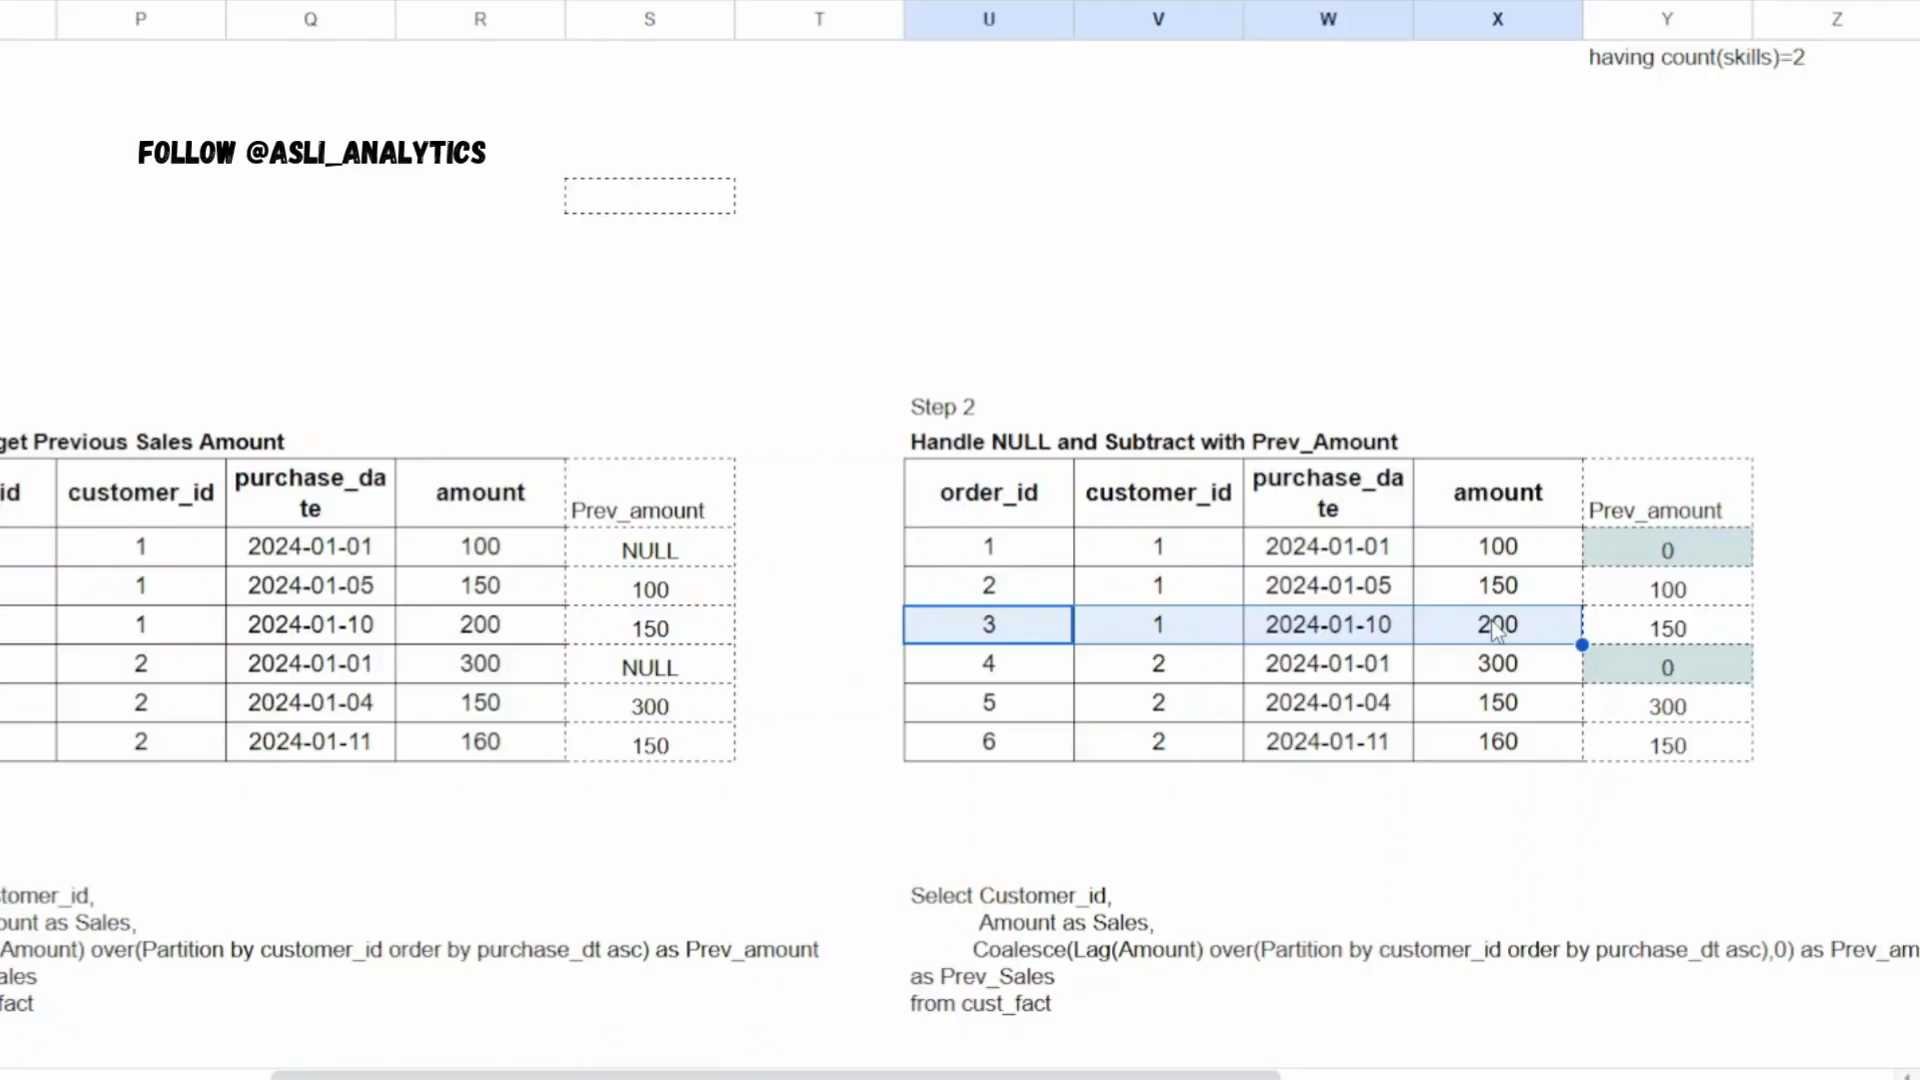 P Q R S T U V W X Y Z
having count(skills)=2
FOLLOW @ASLI_ANALYTICS
get Previous Sales Amount
id customer_id purchase_da
te amount Prev_amount
1 2024-01-01 100 NULL
1 2024-01-05 150 100
1 2024-01-10 200 150
2 2024-01-01 300 NULL
2 2024-01-04 150 300
2 2024-01-11 160 150
Step 2
Handle NULL and Subtract with Prev_Amount
order_id customer_id purchase_da
te amount Prev_amount
1 1 2024-01-01 100 0
2 1 2024-01-05 150 100
3 1 2024-01-10 200 150
4 2 2024-01-01 300 0
5 2 2024-01-04 150 300
6 2 2024-01-11 160 150
tomer_id,
ount as Sales,
Amount) over(Partition by customer_id order by purchase_dt asc) as Prev_amount
ales
fact
Select Customer_id,
Amount as Sales,
Coalesce(Lag(Amount) over(Partition by customer_id order by purchase_dt asc),0) as Prev_am
as Prev_Sales
from cust_fact